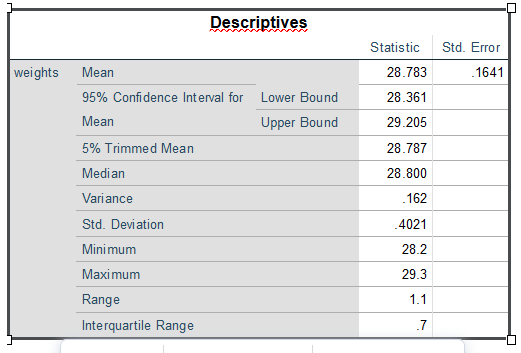 Descriptives
Statistic Std. Error
weights Mean 28.783 .1641
95% Confidence Interval for Lower Bound 28.361
Mean Upper Bound 29.205
5% Trimmed Mean 28.787
Median 28.800
Variance .162
Std. Deviation .4021
Minimum 28.2
Maximum 29.3
Range 1.1
Interquartile Range .7